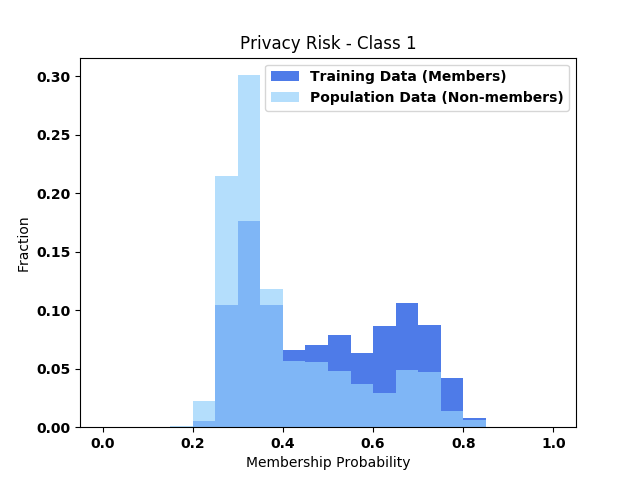 Privacy Risk - Class 1
Training Data (Members)
Population Data (Non-members)
Fraction
0.30
0.25
0.20
0.15
0.10
0.05
0.00
0.0 0.2 0.4 0.6 0.8 1.0
Membership Probability